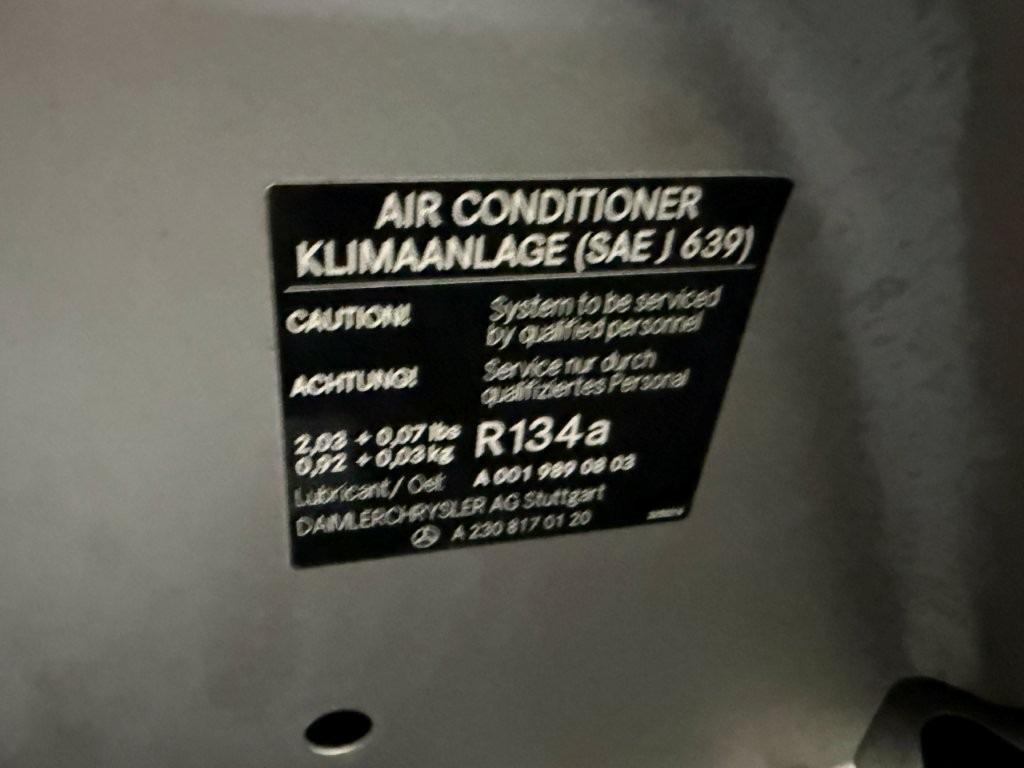 AIR CONDITIONER
KLIMAANLAGE (SAE J 639)
CAUTION! System to be serviced
by qualified personnel
ACHTUNG! Service nur durch
qualifiziertes Personal
2,03 + 0,07 lbs R134a
0,92 + 0,03 kg
Lubricant / Oel: A 001 989 08 03
DAIMLERCHRYSLER AG Stuttgart
A 230 817 01 20